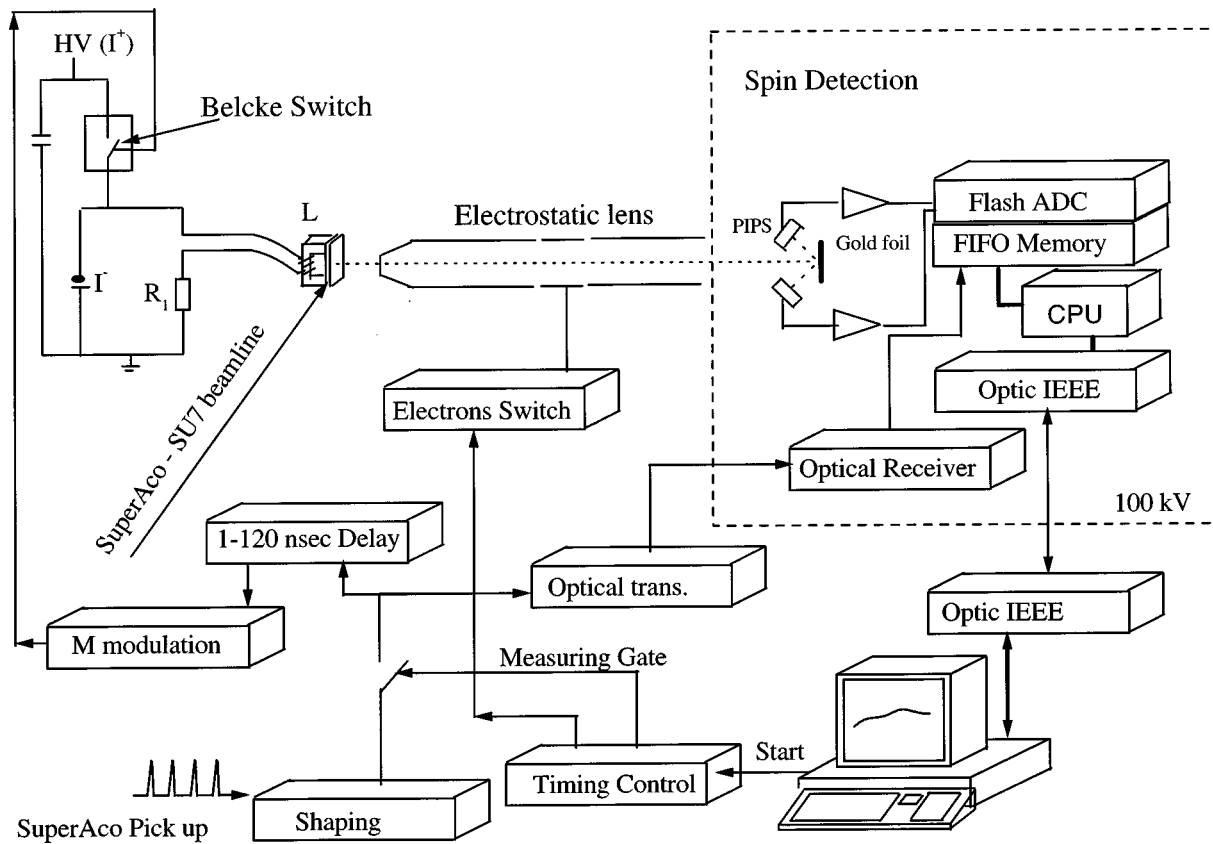 HV (I+)
Belcke Switch
Spin Detection
L
Electrostatic lens
PIPS
Gold foil
Flash ADC
FIFO Memory
CPU
I-
R1
SuperAco - SU7 beamline
Electrons Switch
Optic IEEE
Optical Receiver
100 kV
1-120 nsec Delay
Optical trans.
Optic IEEE
M modulation
Measuring Gate
Start
Timing Control
Shaping
SuperAco Pick up